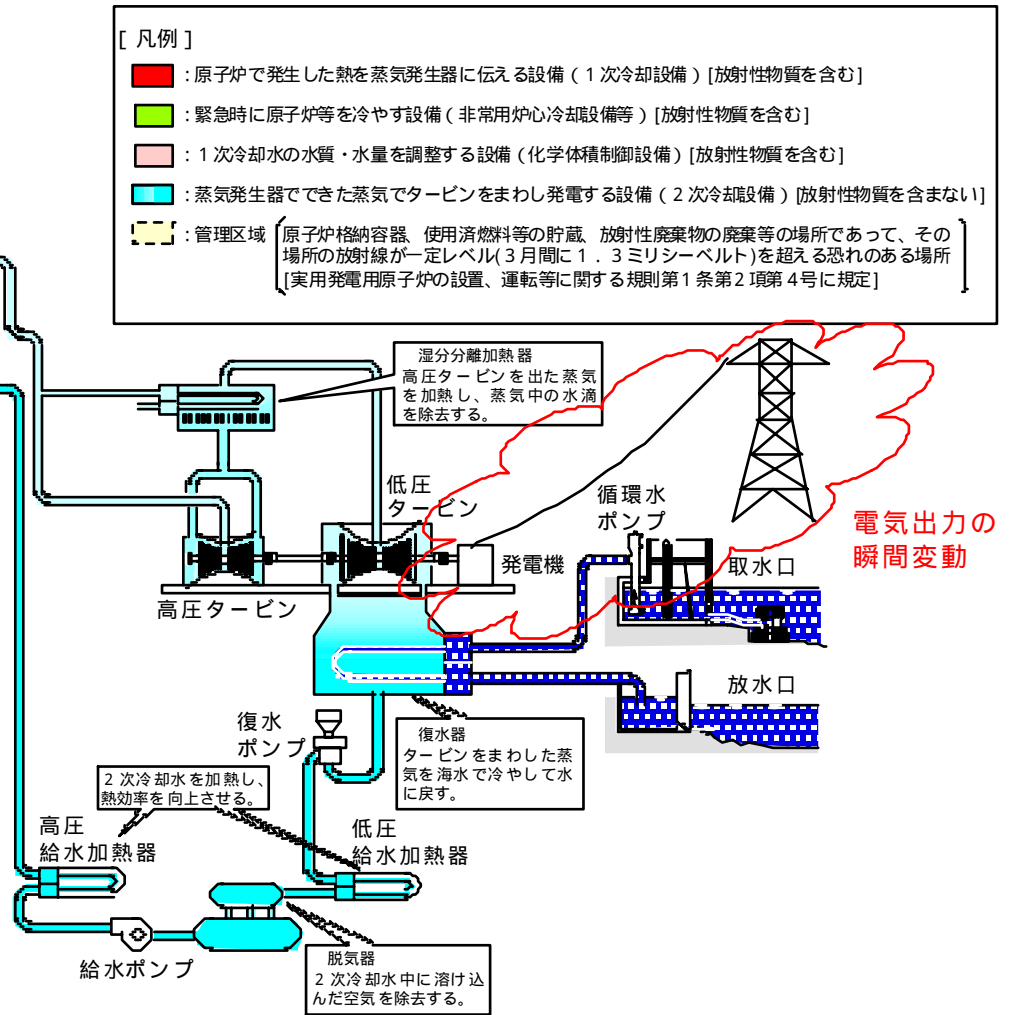 [ 凡例 ]
：原子炉で発生した熱を蒸気発生器に伝える設備（１次冷却設備）[放射性物質を含む]
：緊急時に原子炉等を冷やす設備（非常用炉心冷却設備等）[放射性物質を含む]
：１次冷却水の水質・水量を調整する設備（化学体積制御設備）[放射性物質を含む]
：蒸気発生器でできた蒸気でタービンをまわし発電する設備（２次冷却設備）[放射性物質を含まない]
：管理区域
原子炉格納容器、使用済燃料等の貯蔵、放射性廃棄物の廃棄等の場所であって、その
場所の放射線が一定レベル(３月間に１．３ミリシーベルト)を超える恐れのある場所
[実用発電用原子炉の設置、運転等に関する規則第１条第２項第４号に規定]
湿分分離加熱器
高圧タービンを出た蒸気
を加熱し、蒸気中の水滴
を除去する。
低圧
タービン
循環水
ポンプ
電気出力の
瞬間変動
発電機
取水口
高圧タービン
放水口
復水
ポンプ
復水器
タービンをまわした蒸
気を海水で冷やして水
に戻す。
２次冷却水を加熱し、
熱効率を向上させる。
高圧
給水加熱器
低圧
給水加熱器
給水ポンプ
脱気器
２次冷却水中に溶け込
んだ空気を除去する。